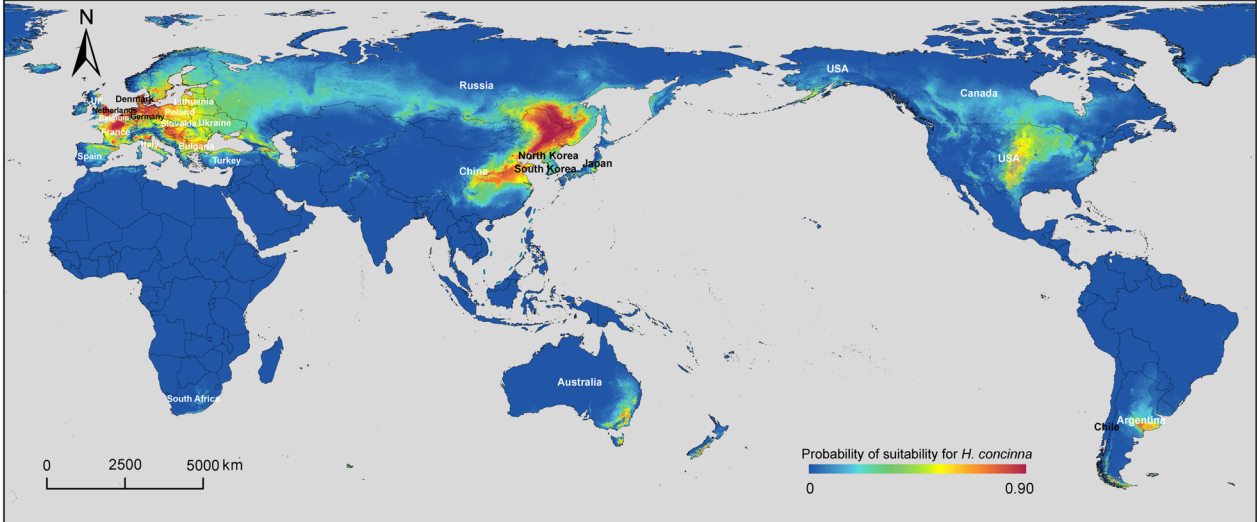 N
USA
Russia
Canada
Denmark
Lithuania
UK
Netherlands
Poland
Belgium
Germany
Slovakia
Ukraine
France
Italy
Bulgaria
Spain
Turkey
North Korea
South Korea
Japan
China
USA
Australia
South Africa
Argentina
Chile
Probability of suitability for H. concinna
0 0.90
0 2500 5000 km